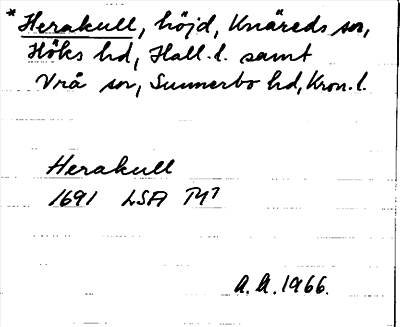 * Herakull, höjd, Knäreds sn,
Höks hd, Hall. l. samt
Vrå sn, Sunnerbo hd, Kron. l.
Herakull
1691 LSA
A.A. 1966.